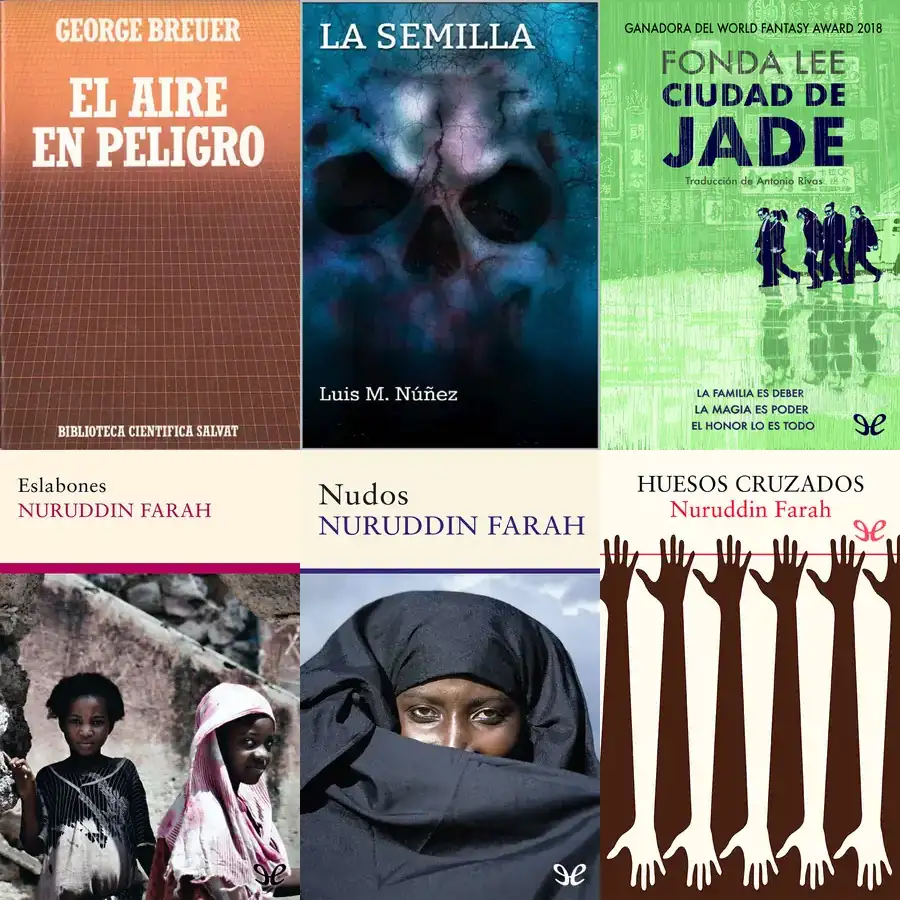 GEORGE BREUER
EL AIRE
EN PELIGRO
BIBLIOTECA CIENTIFICA SALVAT
LA SEMILLA
Luis M. Núñez
GANADORA DEL WORLD FANTASY AWARD 2018
FONDA LEE
CIUDAD DE
JADE
Traducción de Antonio Rivas
LA FAMILIA ES DEBER
LA MAGIA ES PODER
EL HONOR LO ES TODO
Eslabones
NURUDDIN FARAH
Nudos
NURUDDIN FARAH
HUESOS CRUZADOS
Nuruddin Farah